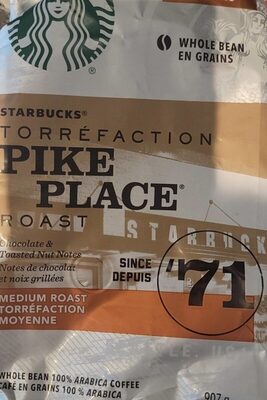 WHOLE BEAN
EN GRAINS
STARBUCKS®
TORRÉFACTION
PIKE
PLACE®
ROAST
STARBUCK
Chocolate &
Toasted Nut Notes
Notes de chocolat
et noix grillées
SINCE
DEPUIS
'71
MEDIUM ROAST
TORRÉFACTION
MOYENNE
WHOLE BEAN 100% ARABICA COFFEE
CAFÉ EN GRAINS 100 % ARABICA
907 g